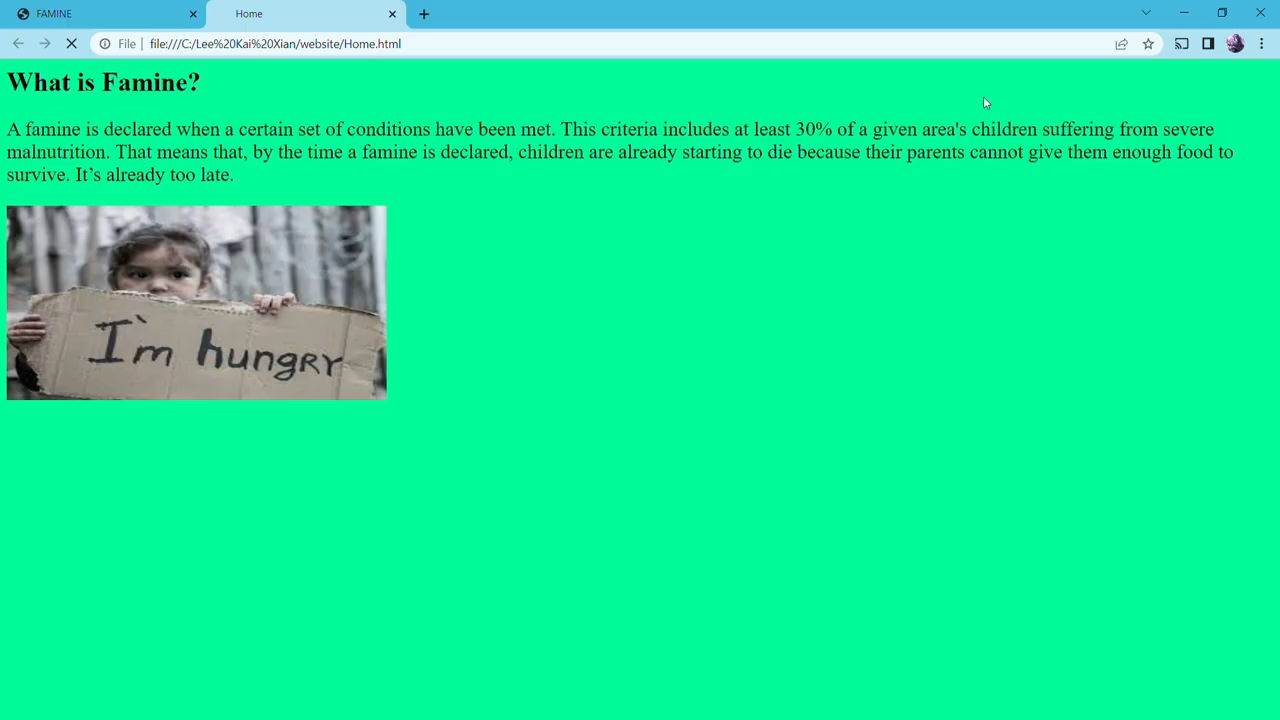 FAMINE
Home
File
file:///C:/Lee%20Kai%20Xian/website/Home.html
What is Famine?
A famine is declared when a certain set of conditions have been met. This criteria includes at least 30% of a given area's children suffering from severe
malnutrition. That means that, by the time a famine is declared, children are already starting to die because their parents cannot give them enough food to
survive. It’s already too late.
I`m hungry